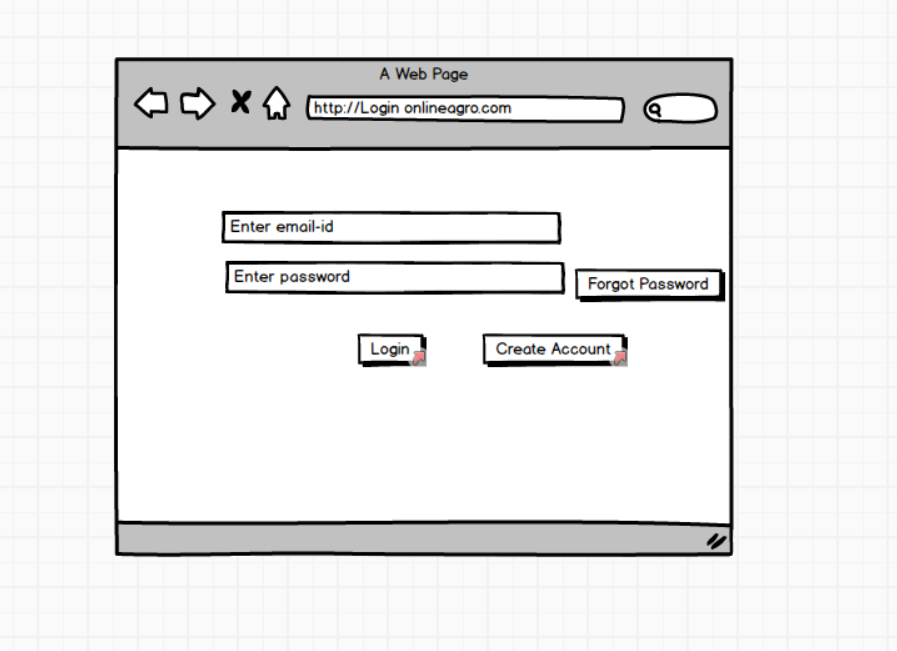 A Web Page
http://Login onlineagro.com
Enter email-id
Enter password
Forgot Password
Login
Create Account